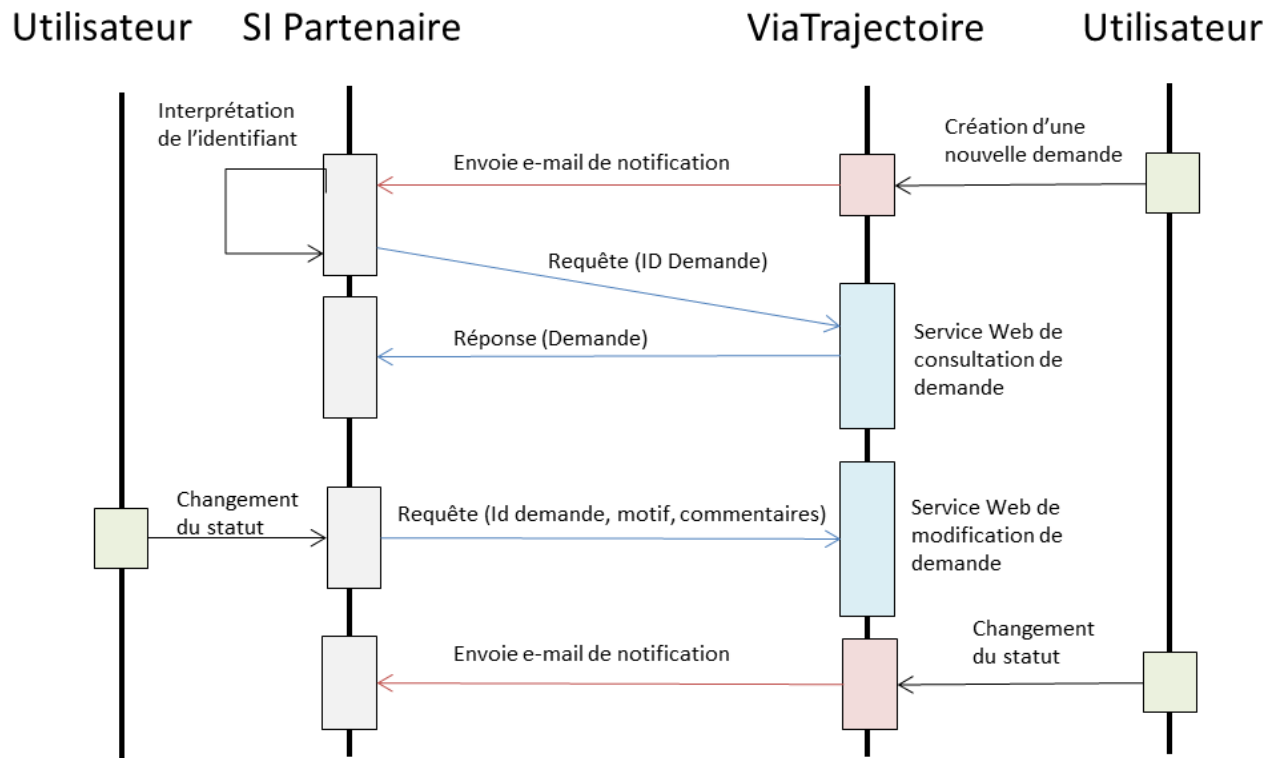 Utilisateur
SI Partenaire
ViaTrajectoire
Utilisateur
Interprétation
de l'identifiant
Création d'une
nouvelle demande
Envoie e-mail de notification
Requête (ID Demande)
Réponse (Demande)
Service Web de
consultation de
demande
Changement
du statut
Requête (Id demande, motif, commentaires)
Service Web de
modification de
demande
Changement
du statut
Envoie e-mail de notification